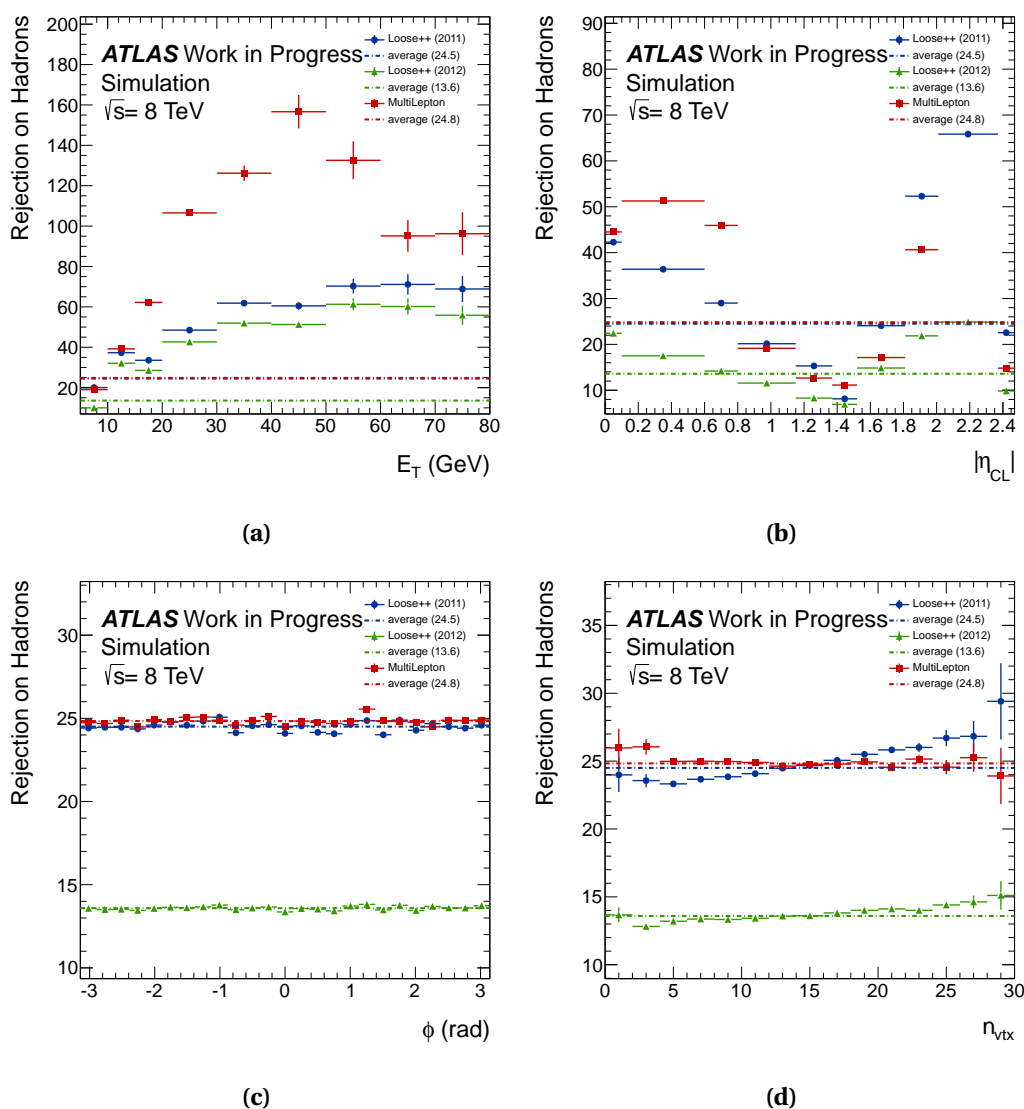 Rejection on Hadrons
200
180
160
140
120
100
80
60
40
20
ATLAS Work in Progress
Simulation
√s= 8 TeV
Loose++ (2011)
average (24.5)
Loose++ (2012)
average (13.6)
MultiLepton
average (24.8)
10 20 30 40 50 60 70 80
E_T (GeV)
(a)
Rejection on Hadrons
90
80
70
60
50
40
30
20
10
ATLAS Work in Progress
Simulation
√s= 8 TeV
Loose++ (2011)
average (24.5)
Loose++ (2012)
average (13.6)
MultiLepton
average (24.8)
0 0.2 0.4 0.6 0.8 1 1.2 1.4 1.6 1.8 2 2.2 2.4
|η_CL|
(b)
Rejection on Hadrons
30
25
20
15
10
ATLAS Work in Progress
Simulation
√s= 8 TeV
Loose++ (2011)
average (24.5)
Loose++ (2012)
average (13.6)
MultiLepton
average (24.8)
-3 -2 -1 0 1 2 3
ϕ (rad)
(c)
Rejection on Hadrons
35
30
25
20
15
10
ATLAS Work in Progress
Simulation
√s= 8 TeV
Loose++ (2011)
average (24.5)
Loose++ (2012)
average (13.6)
MultiLepton
average (24.8)
0 5 10 15 20 25 30
n_vtx
(d)